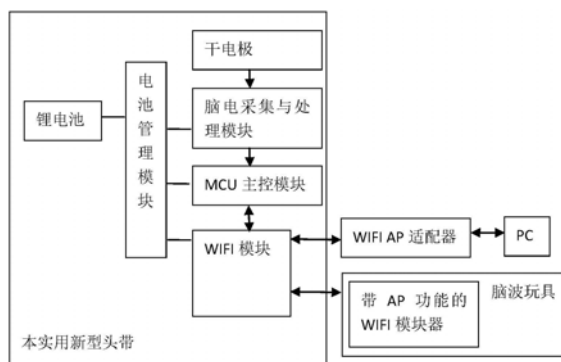 干电极
锂电池
电
池
管
理
模
块
脑电采集与处
理模块
MCU 主控模块
WIFI 模块
WIFI AP 适配器
PC
带 AP 功能的
WIFI 模块器
脑波玩具
本实用新型头带